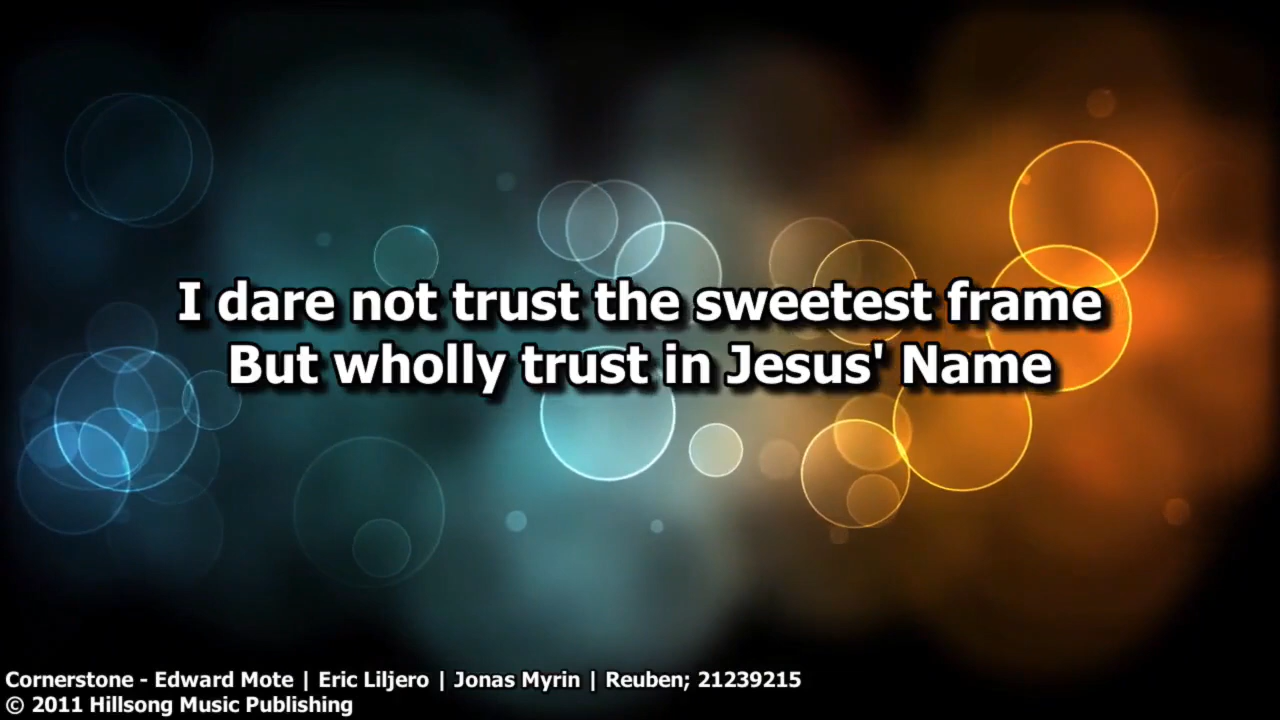 I dare not trust the sweetest frame
But wholly trust in Jesus' Name
Cornerstone - Edward Mote | Eric Liljero | Jonas Myrin | Reuben; 21239215
© 2011 Hillsong Music Publishing